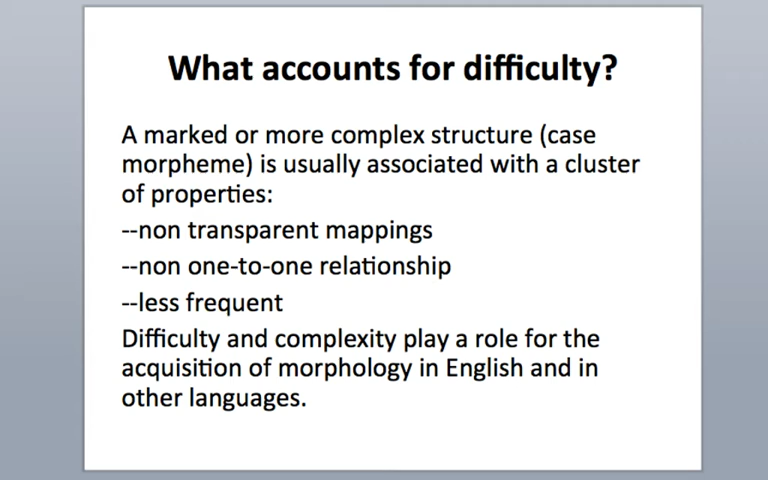 What accounts for difficulty?
A marked or more complex structure (case
morpheme) is usually associated with a cluster
of properties:
--non transparent mappings
--non one-to-one relationship
--less frequent
Difficulty and complexity play a role for the
acquisition of morphology in English and in
other languages.